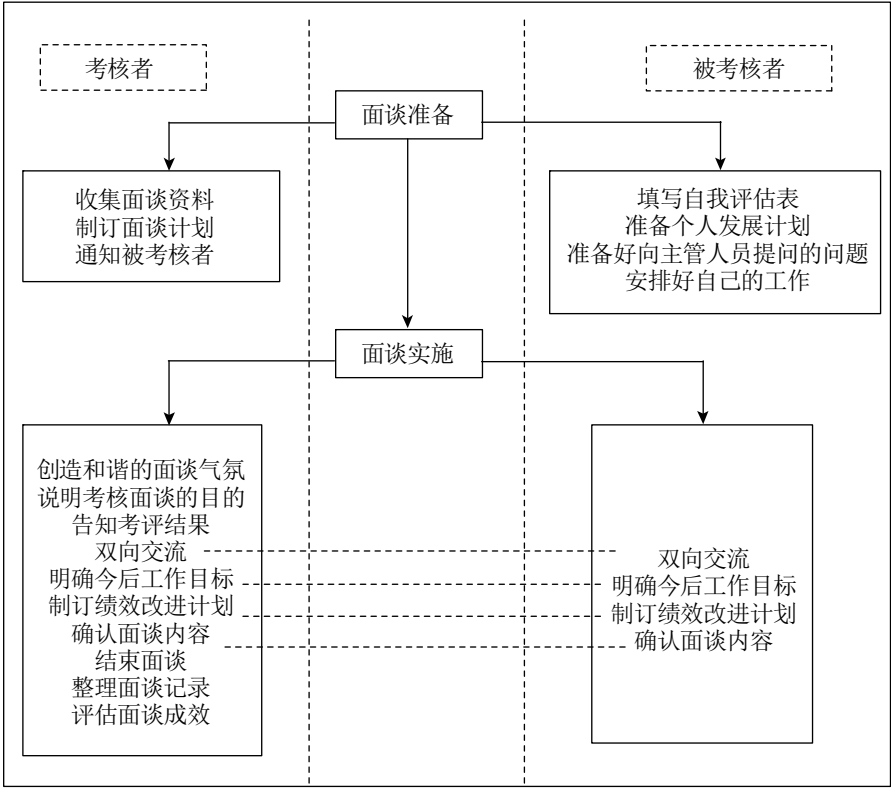 考核者
被考核者
面谈准备
收集面谈资料
制订面谈计划
通知被考核者
填写自我评估表
准备个人发展计划
准备好向主管人员提问的问题
安排好自己的工作
面谈实施
创造和谐的面谈气氛
说明考核面谈的目的
告知考评结果
双向交流
明确今后工作目标
制订绩效改进计划
确认面谈内容
结束面谈
整理面谈记录
评估面谈成效
双向交流
明确今后工作目标
制订绩效改进计划
确认面谈内容